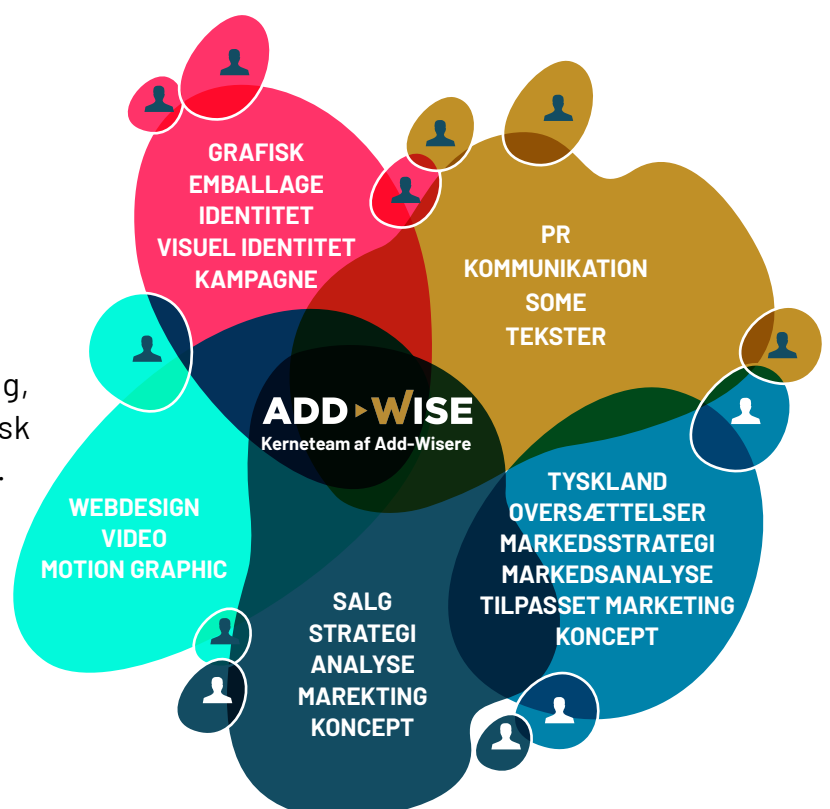 GRAFISK
EMBALLAGE
IDENTITET
VISUEL IDENTITET
KAMPAGNE
PR
KOMMUNIKATION
SOME
TEKSTER
g,
sk
.
ADD WISE
Kerneteam af Add-Wisere
WEBDESIGN
VIDEO
MOTION GRAPHIC
TYSKLAND
OVERSÆTTELSER
MARKEDSSTRATEGI
MARKEDSANALYSE
TILPASSET MARKETING
KONCEPT
SALG
STRATEGI
ANALYSE
MAREKTING
KONCEPT